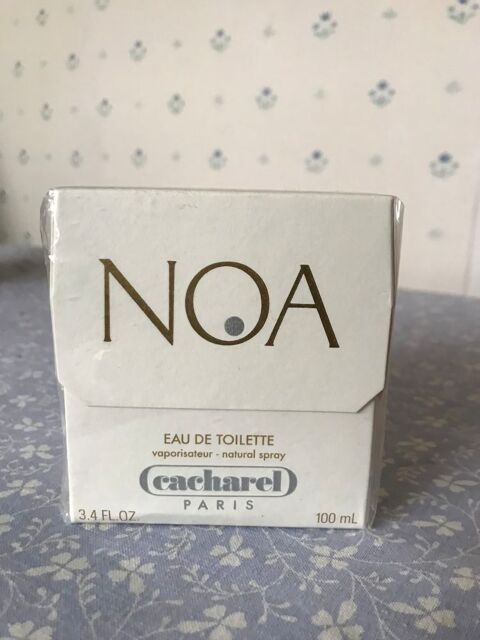 NOA
EAU DE TOILETTE
vaporisateur - natural spray
cacharel
PARIS
3.4 FL.OZ. 100 mL